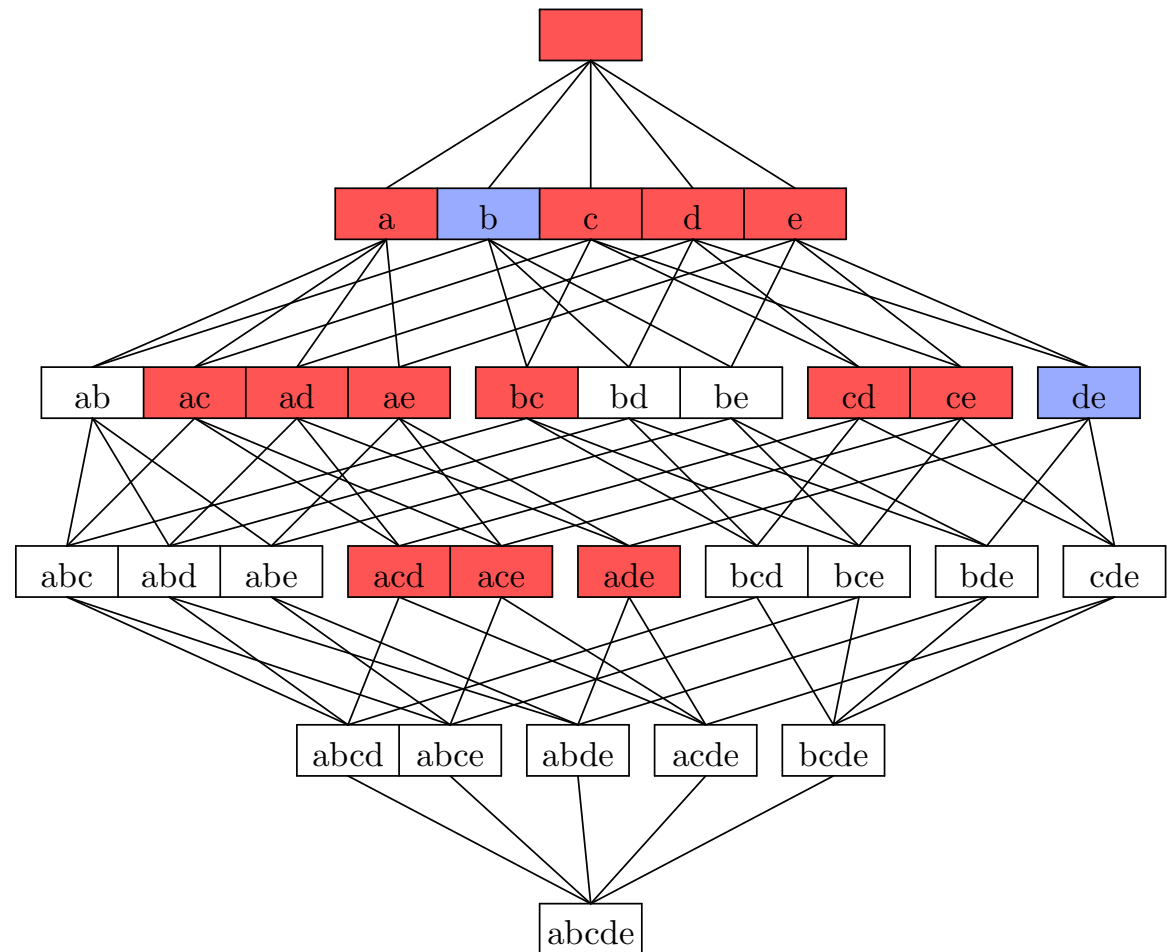 a b c d e
ab ac ad ae bc bd be cd ce de
abc abd abe acd ace ade bcd bce bde cde
abcd abce abde acde bcde
abcde